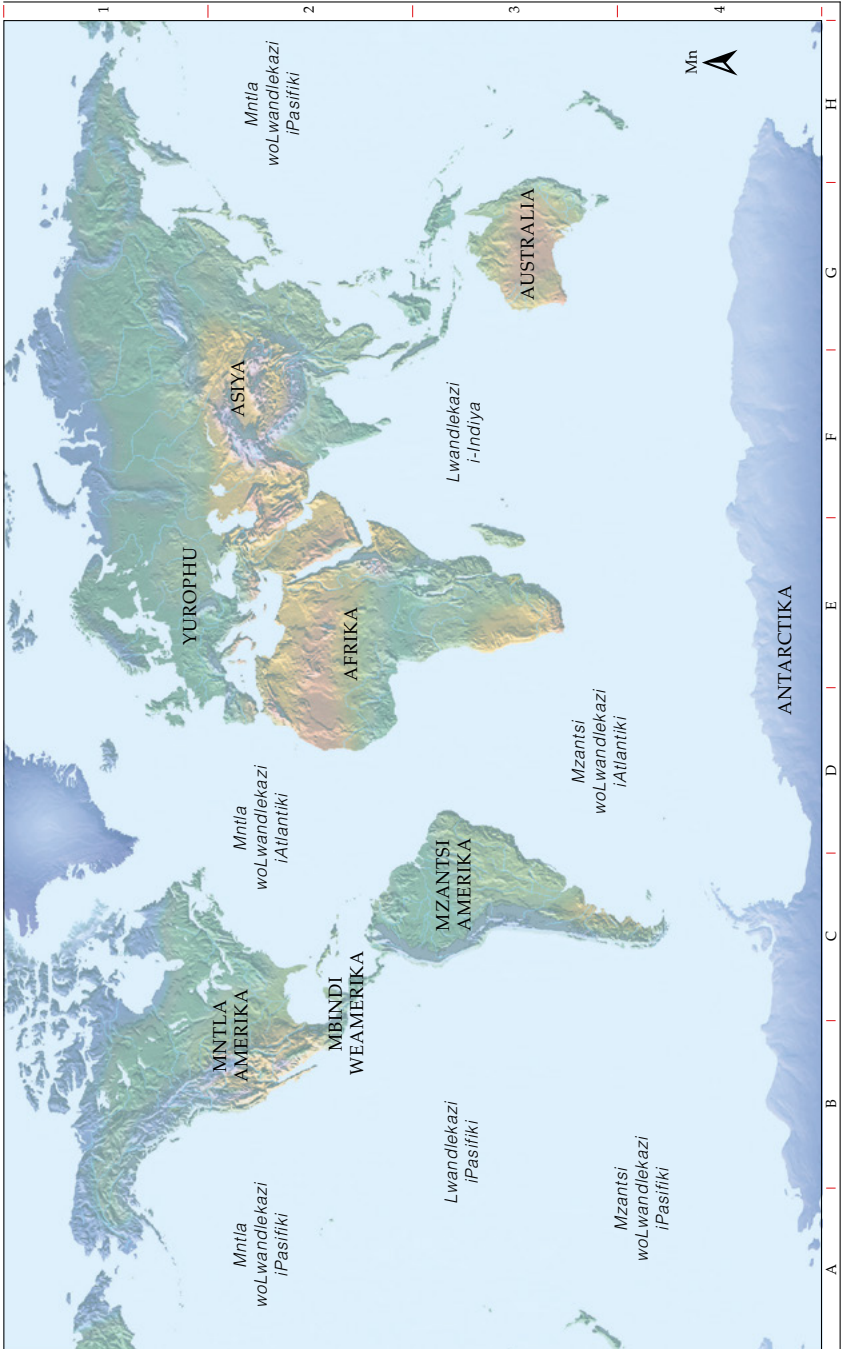 1
2
3
4
A
B
C
D
E
F
G
H
Mn
MNTLA
AMERIKA
MBINDI
WEAMERIKA
MZANTSI
AMERIKA
YUROPHU
ASIYA
AFRIKA
AUSTRALIA
ANTARCTIKA
Mntla
woLwandlekazi
iPasifiki
Mntla
woLwandlekazi
iAtlantiki
Mntla
woLwandlekazi
iPasifiki
Lwandlekazi
iPasifiki
Lwandlekazi
i-Indiya
Mzantsi
woLwandlekazi
iPasifiki
Mzantsi
woLwandlekazi
iAtlantiki